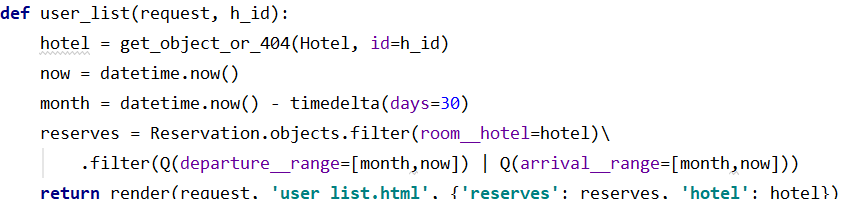 def user_list(request, h_id):
    hotel = get_object_or_404(Hotel, id=h_id)
    now = datetime.now()
    month = datetime.now() - timedelta(days=30)
    reserves = Reservation.objects.filter(room__hotel=hotel)\
        .filter(Q(departure__range=[month,now]) | Q(arrival__range=[month,now]))
    return render(request, 'user_list.html', {'reserves': reserves, 'hotel': hotel})